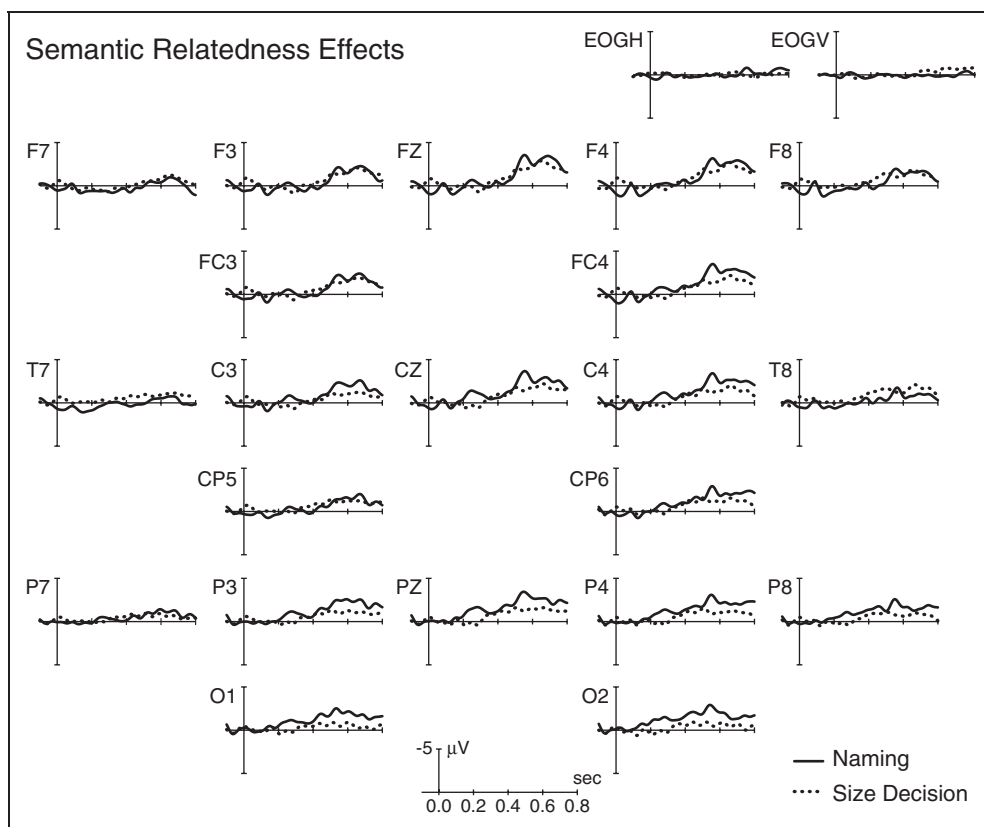 Semantic Relatedness Effects
EOGH EOGV
F7 F3 FZ F4 F8
FC3 FC4
T7 C3 CZ C4 T8
CP5 CP6
P7 P3 PZ P4 P8
O1 O2
-5 μV
sec
0.0 0.2 0.4 0.6 0.8
Naming
Size Decision